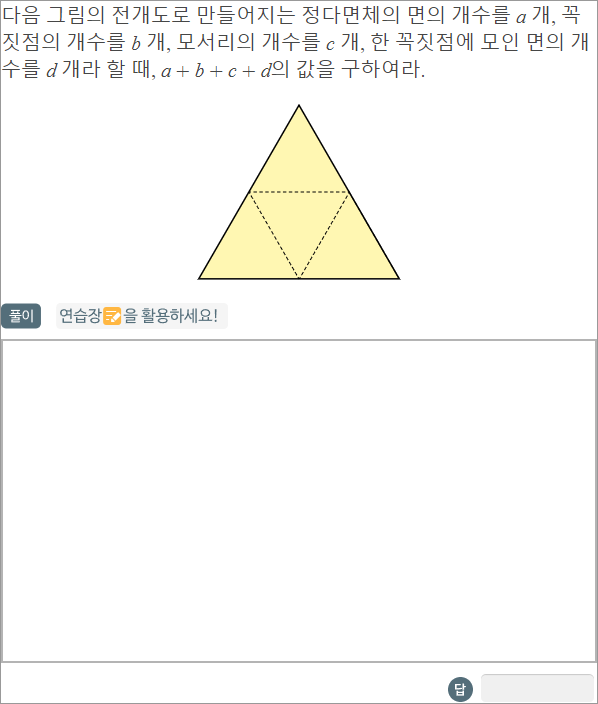 다음 그림의 전개도로 만들어지는 정다면체의 면의 개수를 a 개, 꼭
짓점의 개수를 b 개, 모서리의 개수를 c 개, 한 꼭짓점에 모인 면의 개
수를 d 개라 할 때, a + b + c + d의 값을 구하여라.
풀이 연습장을 활용하세요!
답